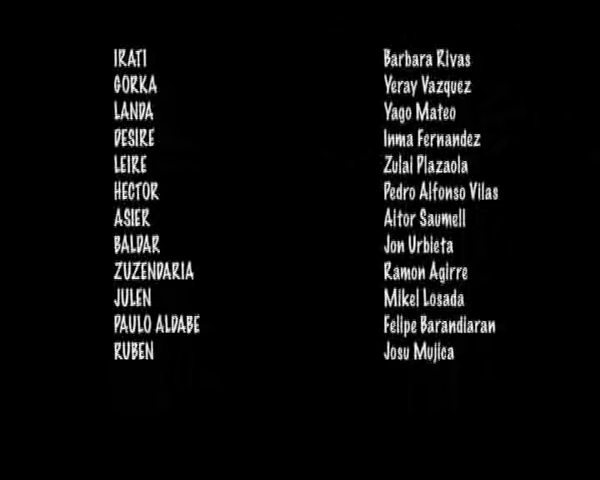 IRATI Barbara Rivas
GORKA Yeray Vazquez
LANDA Yago Mateo
DESIRE Inma Fernandez
LEIRE Zulai Plazaola
HECTOR Pedro Alfonso Vilas
ASIER Aitor Saumell
BALDAR Jon Urbieta
ZUZENDARIA Ramon Agirre
JULEN Mikel Losada
PAULO ALDABE Felipe Barandiaran
RUBEN Josu Mujica